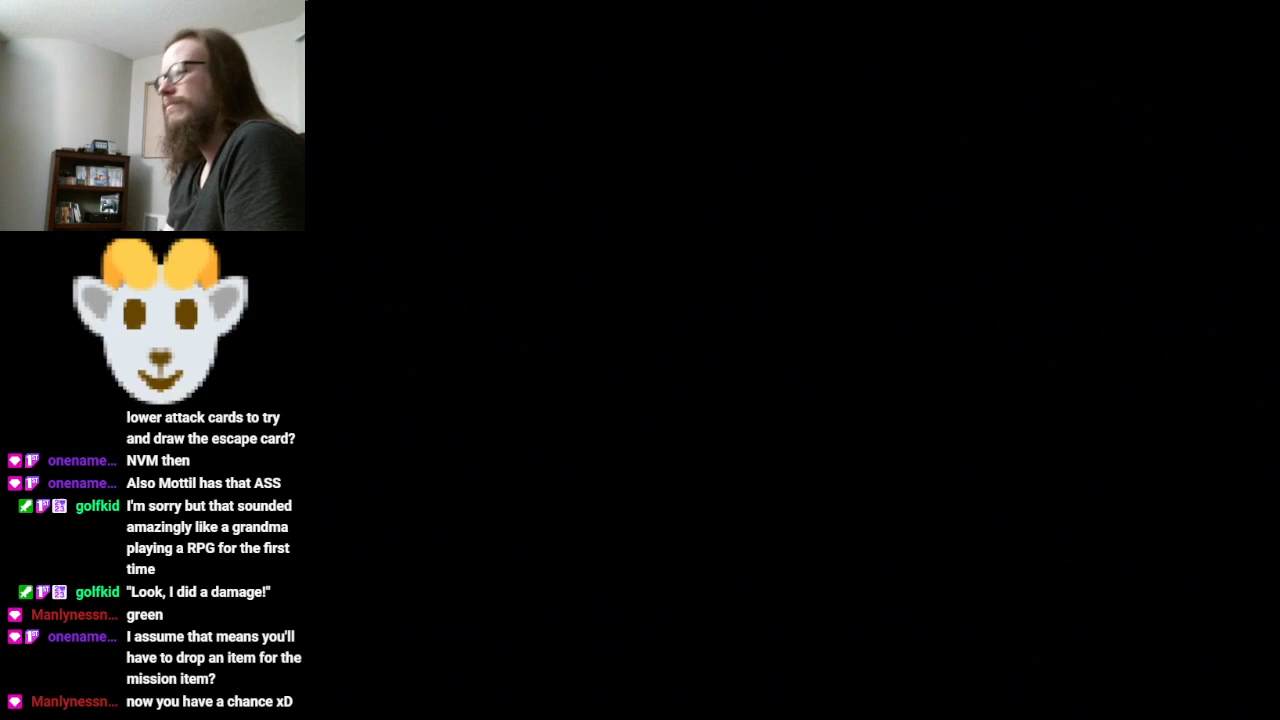 lower attack cards to try
and draw the escape card?
onename... NVM then
onename... Also Mottil has that ASS
golfkid I'm sorry but that sounded
amazingly like a grandma
playing a RPG for the first
time
golfkid "Look, I did a damage!"
Manlynessn... green
onename... I assume that means you'll
have to drop an item for the
mission item?
Manlynessn... now you have a chance xD